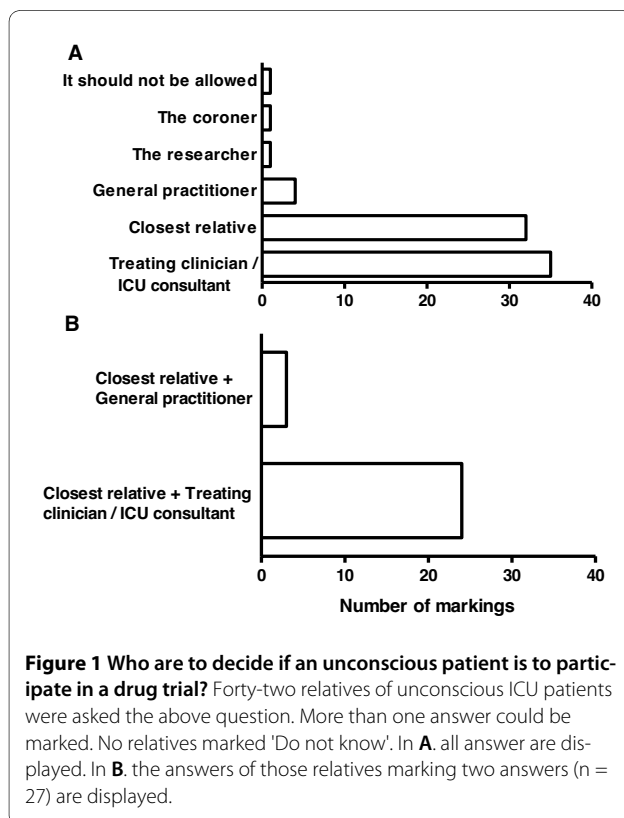 A
It should not be allowed
The coroner
The researcher
General practitioner
Closest relative
Treating clinician /
ICU consultant
0 10 20 30 40
B
Closest relative +
General practitioner
Closest relative + Treating
clinician / ICU consultant
0 10 20 30 40
Number of markings
Figure 1 Who are to decide if an unconscious patient is to partic-
ipate in a drug trial? Forty-two relatives of unconscious ICU patients
were asked the above question. More than one answer could be
marked. No relatives marked 'Do not know'. In A. all answer are dis-
played. In B. the answers of those relatives marking two answers (n =
27) are displayed.